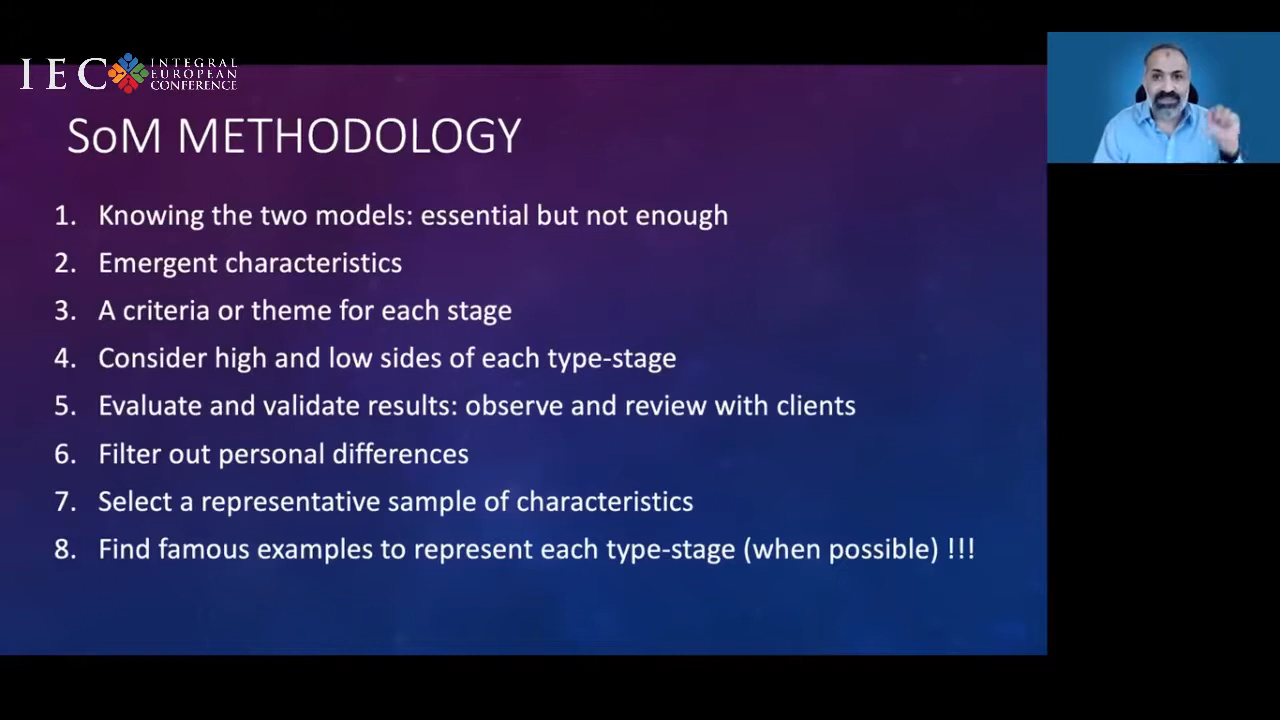 IEC INTEGRAL
EUROPEAN
CONFERENCE
SoM METHODOLOGY
1. Knowing the two models: essential but not enough
2. Emergent characteristics
3. A criteria or theme for each stage
4. Consider high and low sides of each type-stage
5. Evaluate and validate results: observe and review with clients
6. Filter out personal differences
7. Select a representative sample of characteristics
8. Find famous examples to represent each type-stage (when possible) !!!